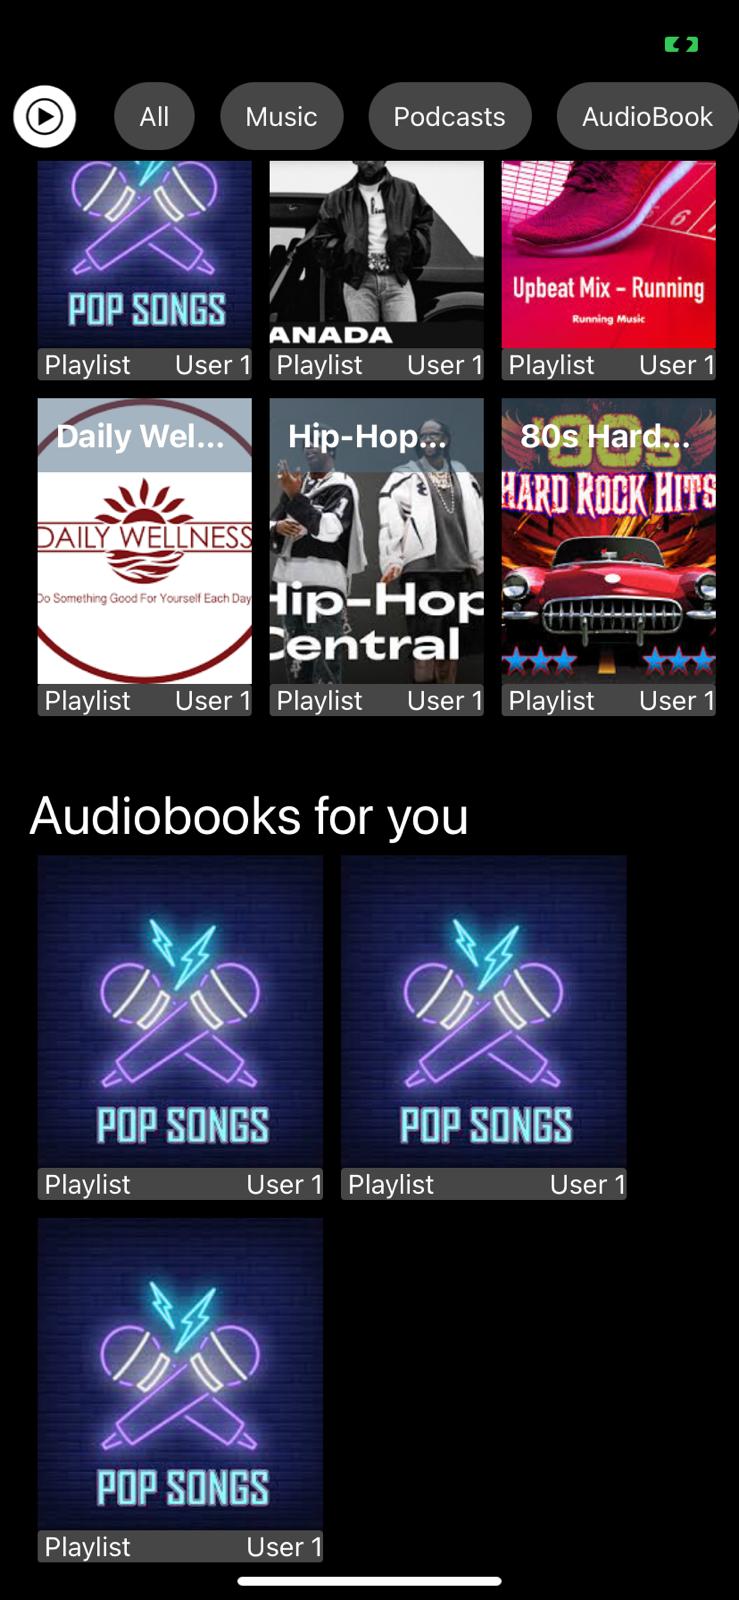 All Music Podcasts AudioBook
POP SONGS
ANADA
6
Upbeat Mix - Running
Running Music
Playlist User 1 Playlist User 1 Playlist User 1
Daily Wel... Hip-Hop... 80s Hard...
DAILY WELLNESS
Do Something Good For Yourself Each Day
Hip-Hop
Central
'80s
HARD ROCK HITS
Playlist User 1 Playlist User 1 Playlist User 1
Audiobooks for you
POP SONGS POP SONGS
Playlist User 1 Playlist User 1
POP SONGS
Playlist User 1